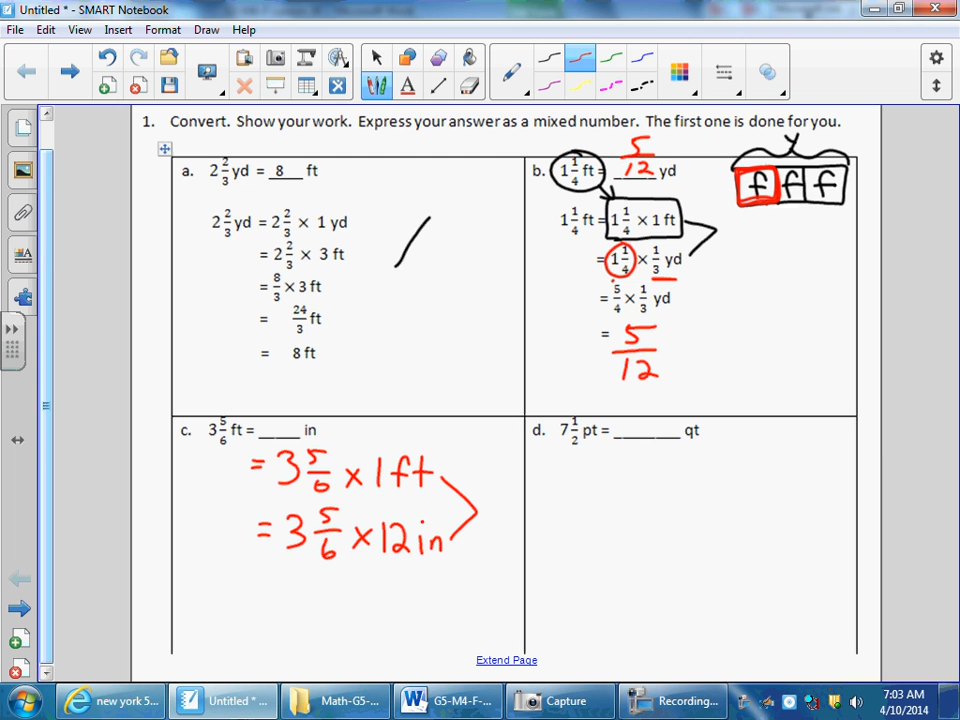 Untitled * - SMART Notebook
File Edit View Insert Format Draw Help
1. Convert. Show your work. Express your answer as a mixed number. The first one is done for you.
a. 2 2/3 yd = 8 ft
2 2/3 yd = 2 2/3 × 1 yd
= 2 2/3 × 3 ft
= 8/3 × 3 ft
= 24/3 ft
= 8 ft
b. 1 1/4 ft = 5/12 yd
y
f f f
1 1/4 ft = 1 1/4 × 1 ft
= 1 1/4 × 1/3 yd
= 5/4 × 1/3 yd
= 5/12
c. 3 5/6 ft = _____ in
= 3 5/6 × 1 ft
= 3 5/6 × 12 in
d. 7 1/2 pt = ________ qt
Extend Page
new york 5... Untitled * ... Math-G5-... G5-M4-F-... Capture Recording... 7:03 AM
4/10/2014